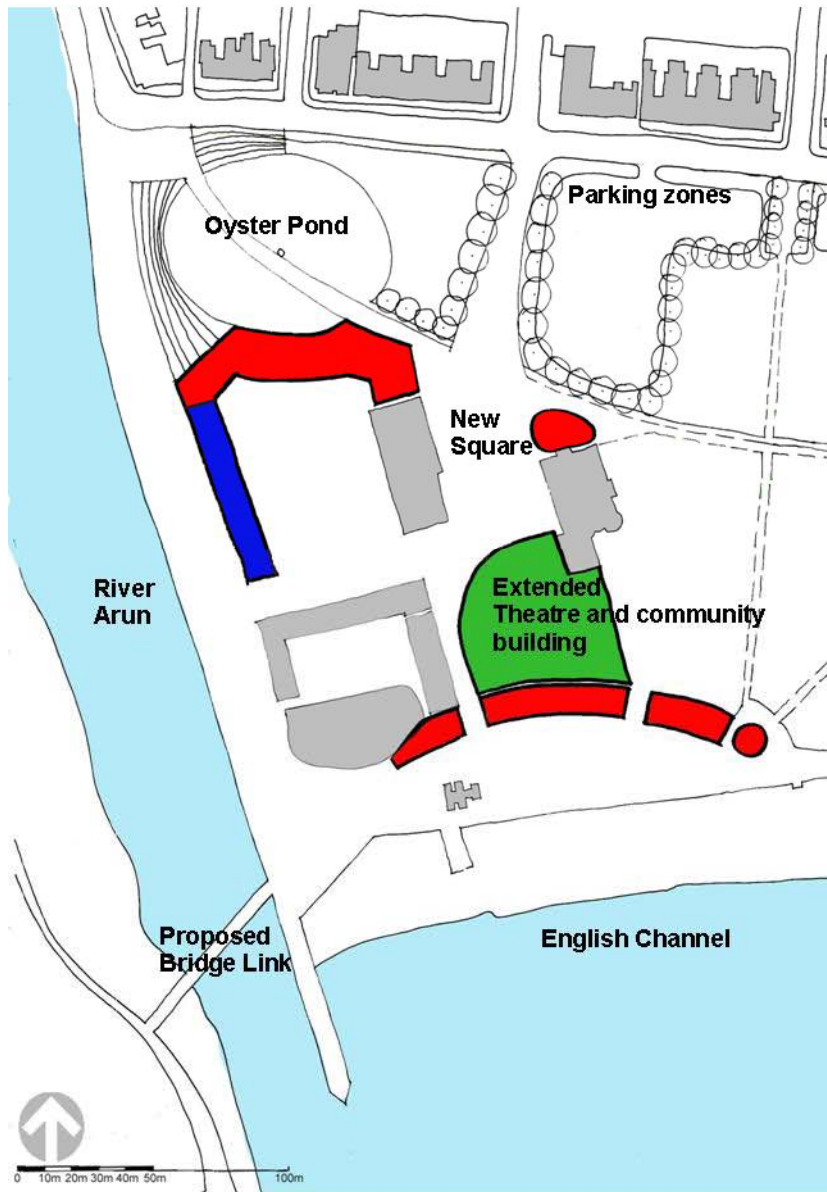 Parking zones
Oyster Pond
New
Square
River
Arun
Extended
Theatre and community
building
Proposed
Bridge Link
English Channel
0 10m 20m 30m 40m 50m 100m